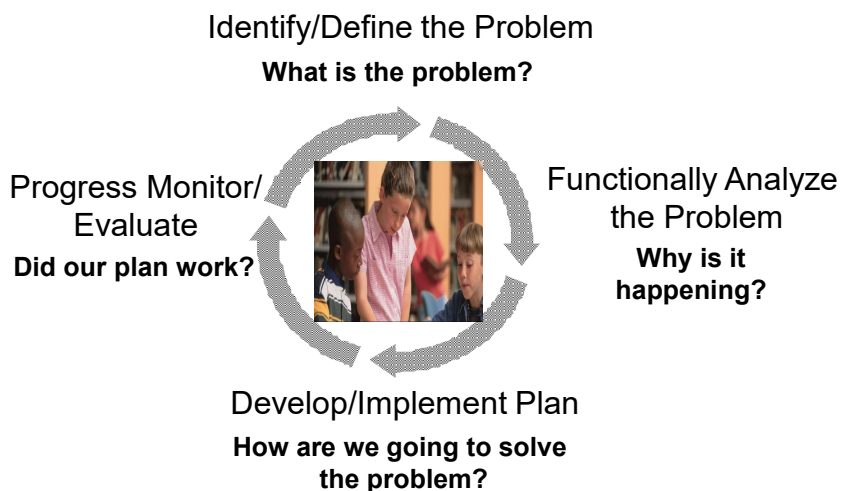 Identify/Define the Problem
What is the problem?
Functionally Analyze
the Problem
Why is it
happening?
Develop/Implement Plan
How are we going to solve
the problem?
Progress Monitor/
Evaluate
Did our plan work?